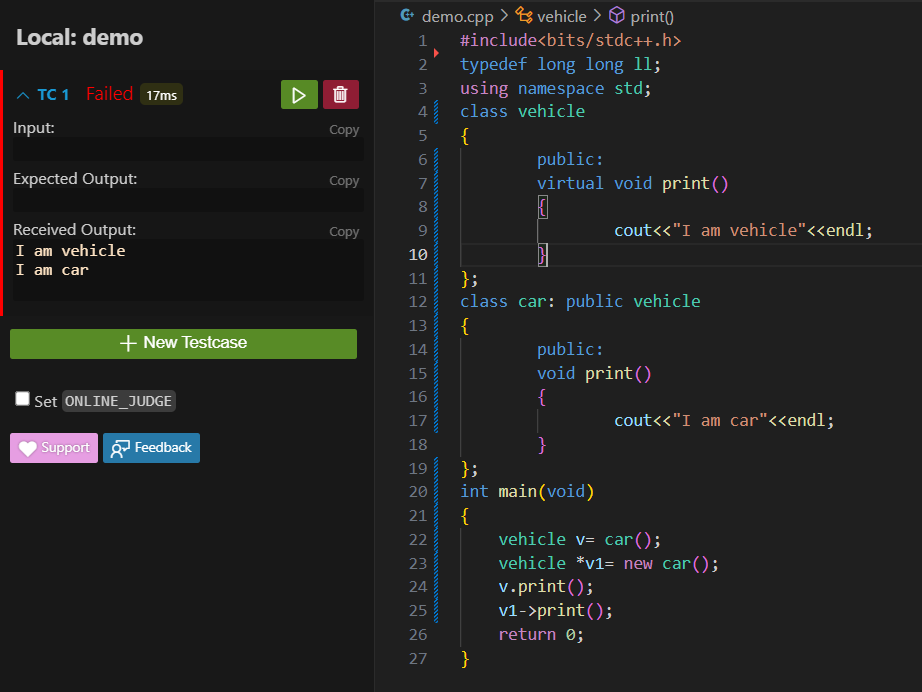 Local: demo
TC 1 Failed 17ms
Input:
Copy
Expected Output:
Copy
Received Output:
Copy
I am vehicle
I am car
New Testcase
Set ONLINE_JUDGE
Support
Feedback
demo.cpp > vehicle > print()
1 #include<bits/stdc++.h>
2 typedef long long ll;
3 using namespace std;
4 class vehicle
5 {
6 public:
7 virtual void print()
8 {
9 cout<<"I am vehicle"<<endl;
10 }
11 };
12 class car: public vehicle
13 {
14 public:
15 void print()
16 {
17 cout<<"I am car"<<endl;
18 }
19 };
20 int main(void)
21 {
22 vehicle v= car();
23 vehicle *v1= new car();
24 v.print();
25 v1->print();
26 return 0;
27 }